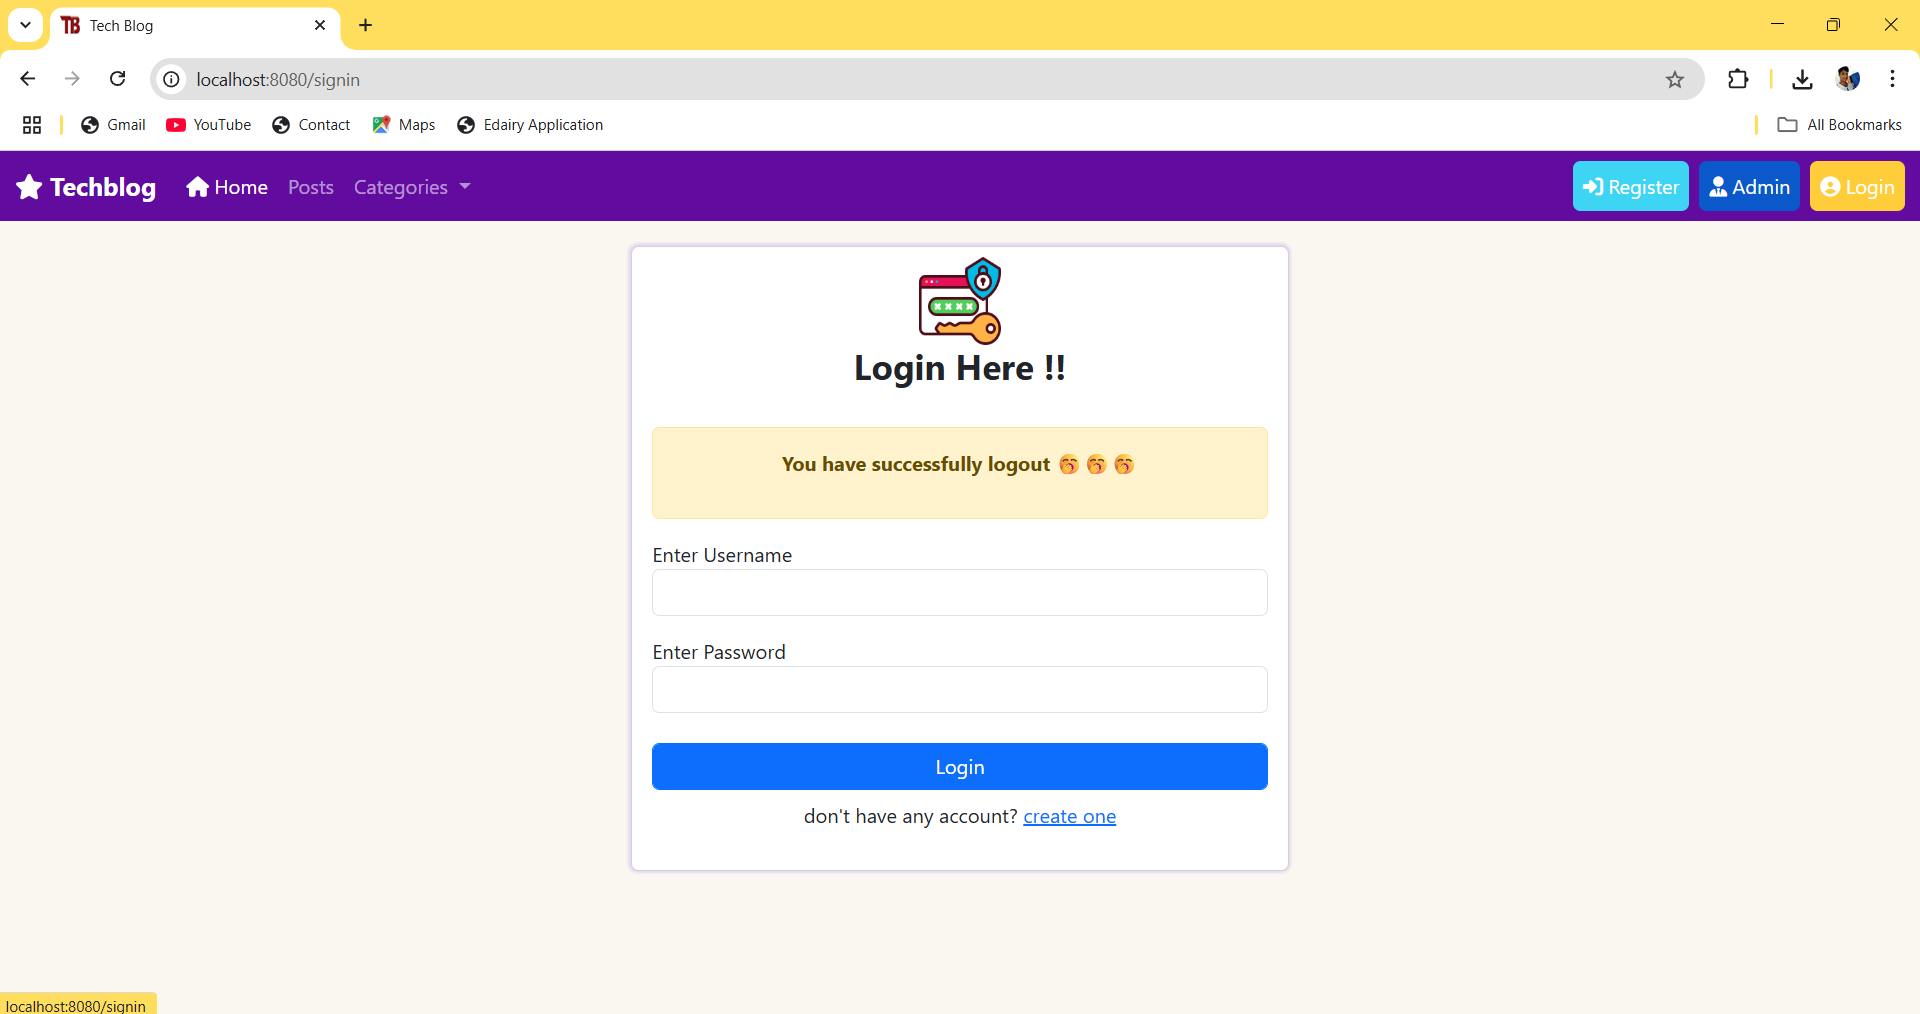 TB Tech Blog
localhost:8080/signin
Gmail YouTube Contact Maps Edairy Application All Bookmarks
Techblog Home Posts Categories Register Admin Login
Login Here !!
You have successfully logout 🥱 🥱 🥱
Enter Username
Enter Password
Login
don't have any account? create one
localhost:8080/signin